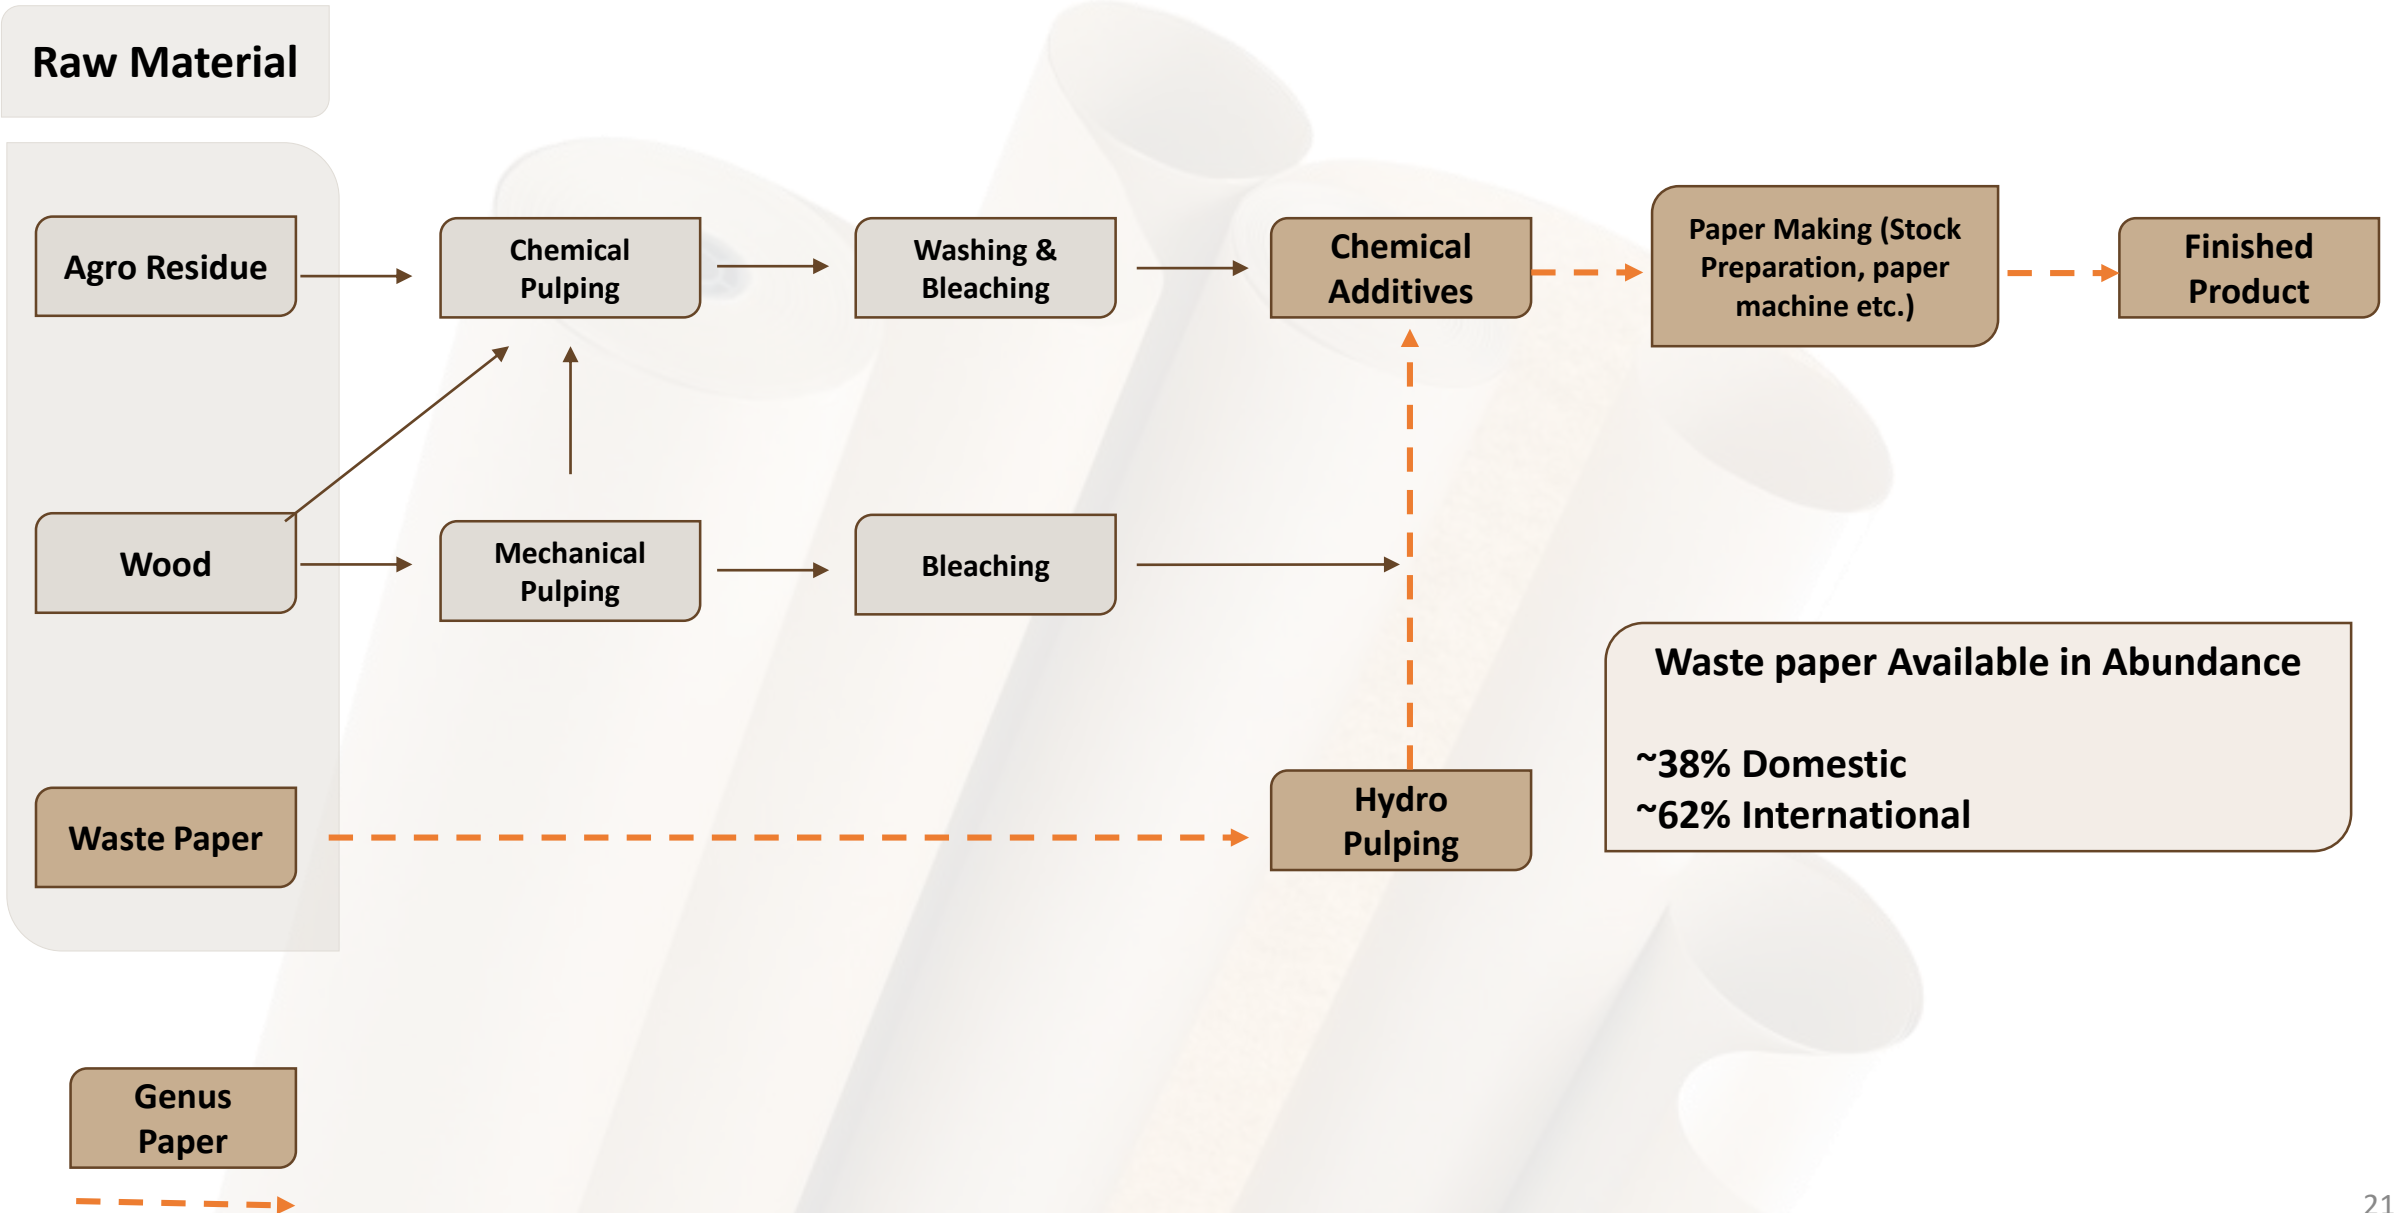 Raw Material
Agro Residue
Chemical
Pulping
Washing &
Bleaching
Chemical
Additives
Paper Making (Stock
Preparation, paper
machine etc.)
Finished
Product
Wood
Mechanical
Pulping
Bleaching
Waste paper Available in Abundance
~38% Domestic
~62% International
Waste Paper
Hydro
Pulping
Genus
Paper
21